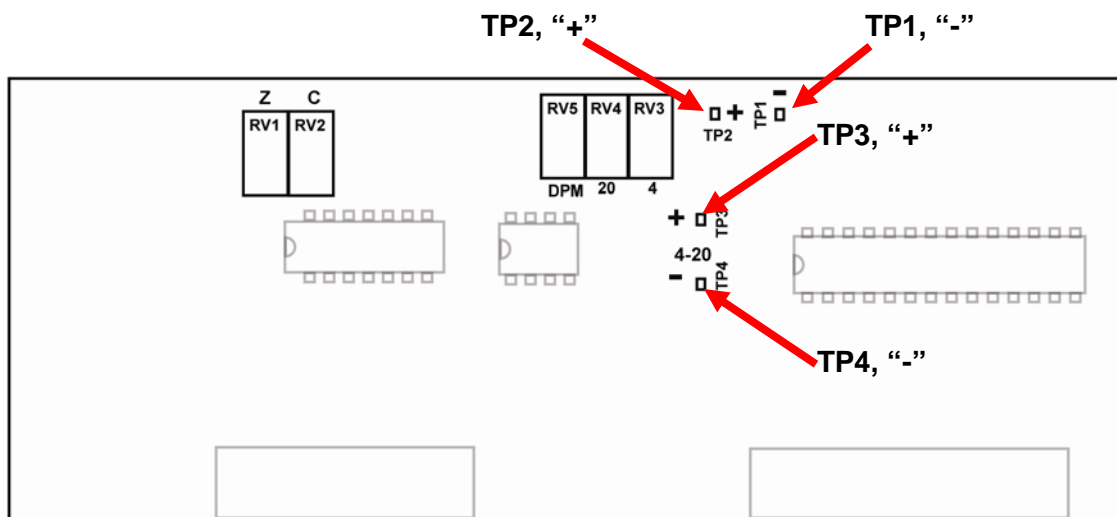 TP2, “+”
TP1, “-”
Z C
RV1 RV2
RV5 RV4 RV3
+ -
TP2 TP1
TP3, “+”
DPM 20 4
+ TP3
4-20
- TP4
TP4, “-”